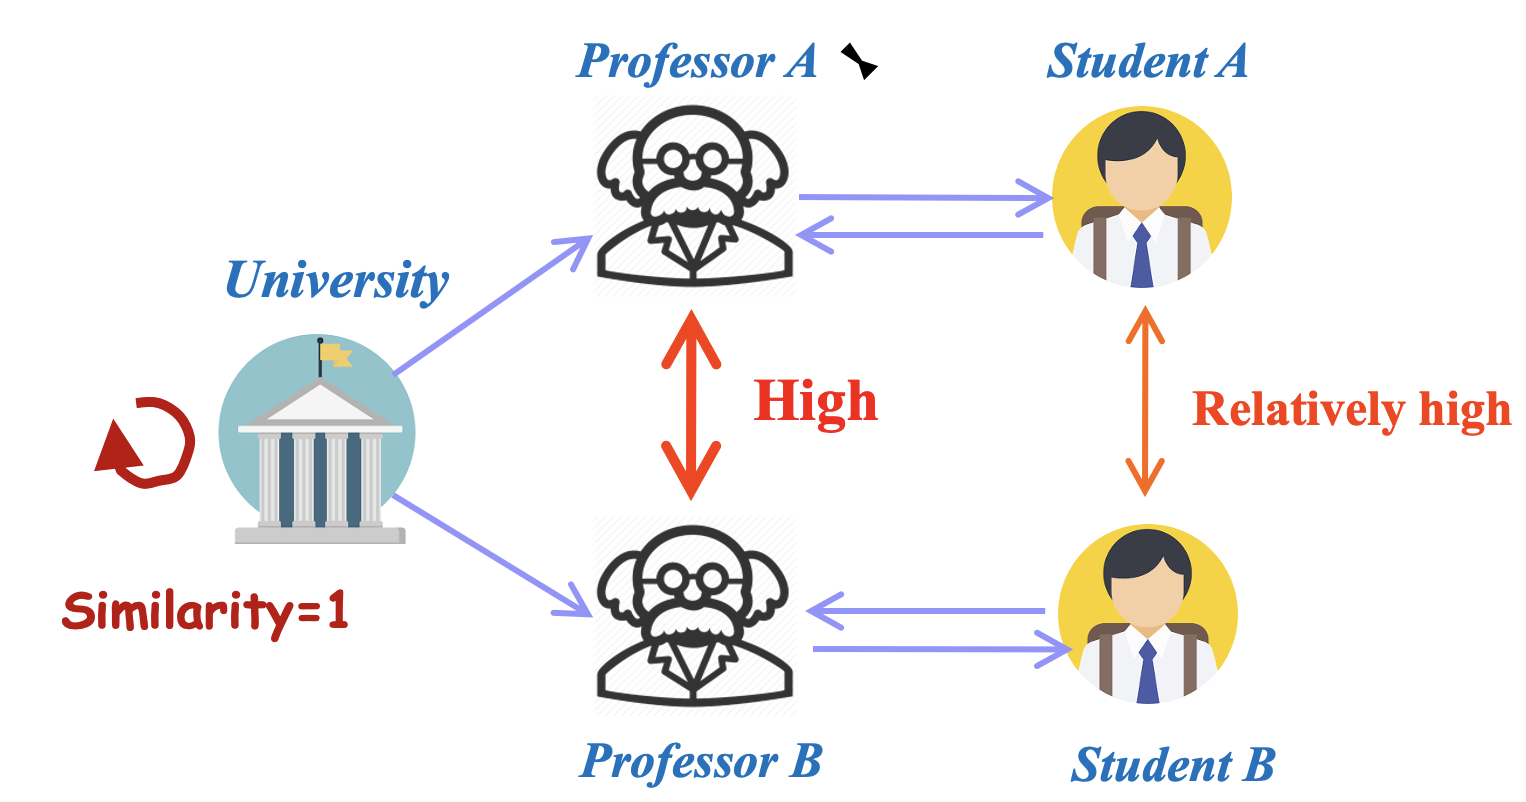 Professor A
Student A
University
High
Relatively high
Similarity=1
Professor B
Student B